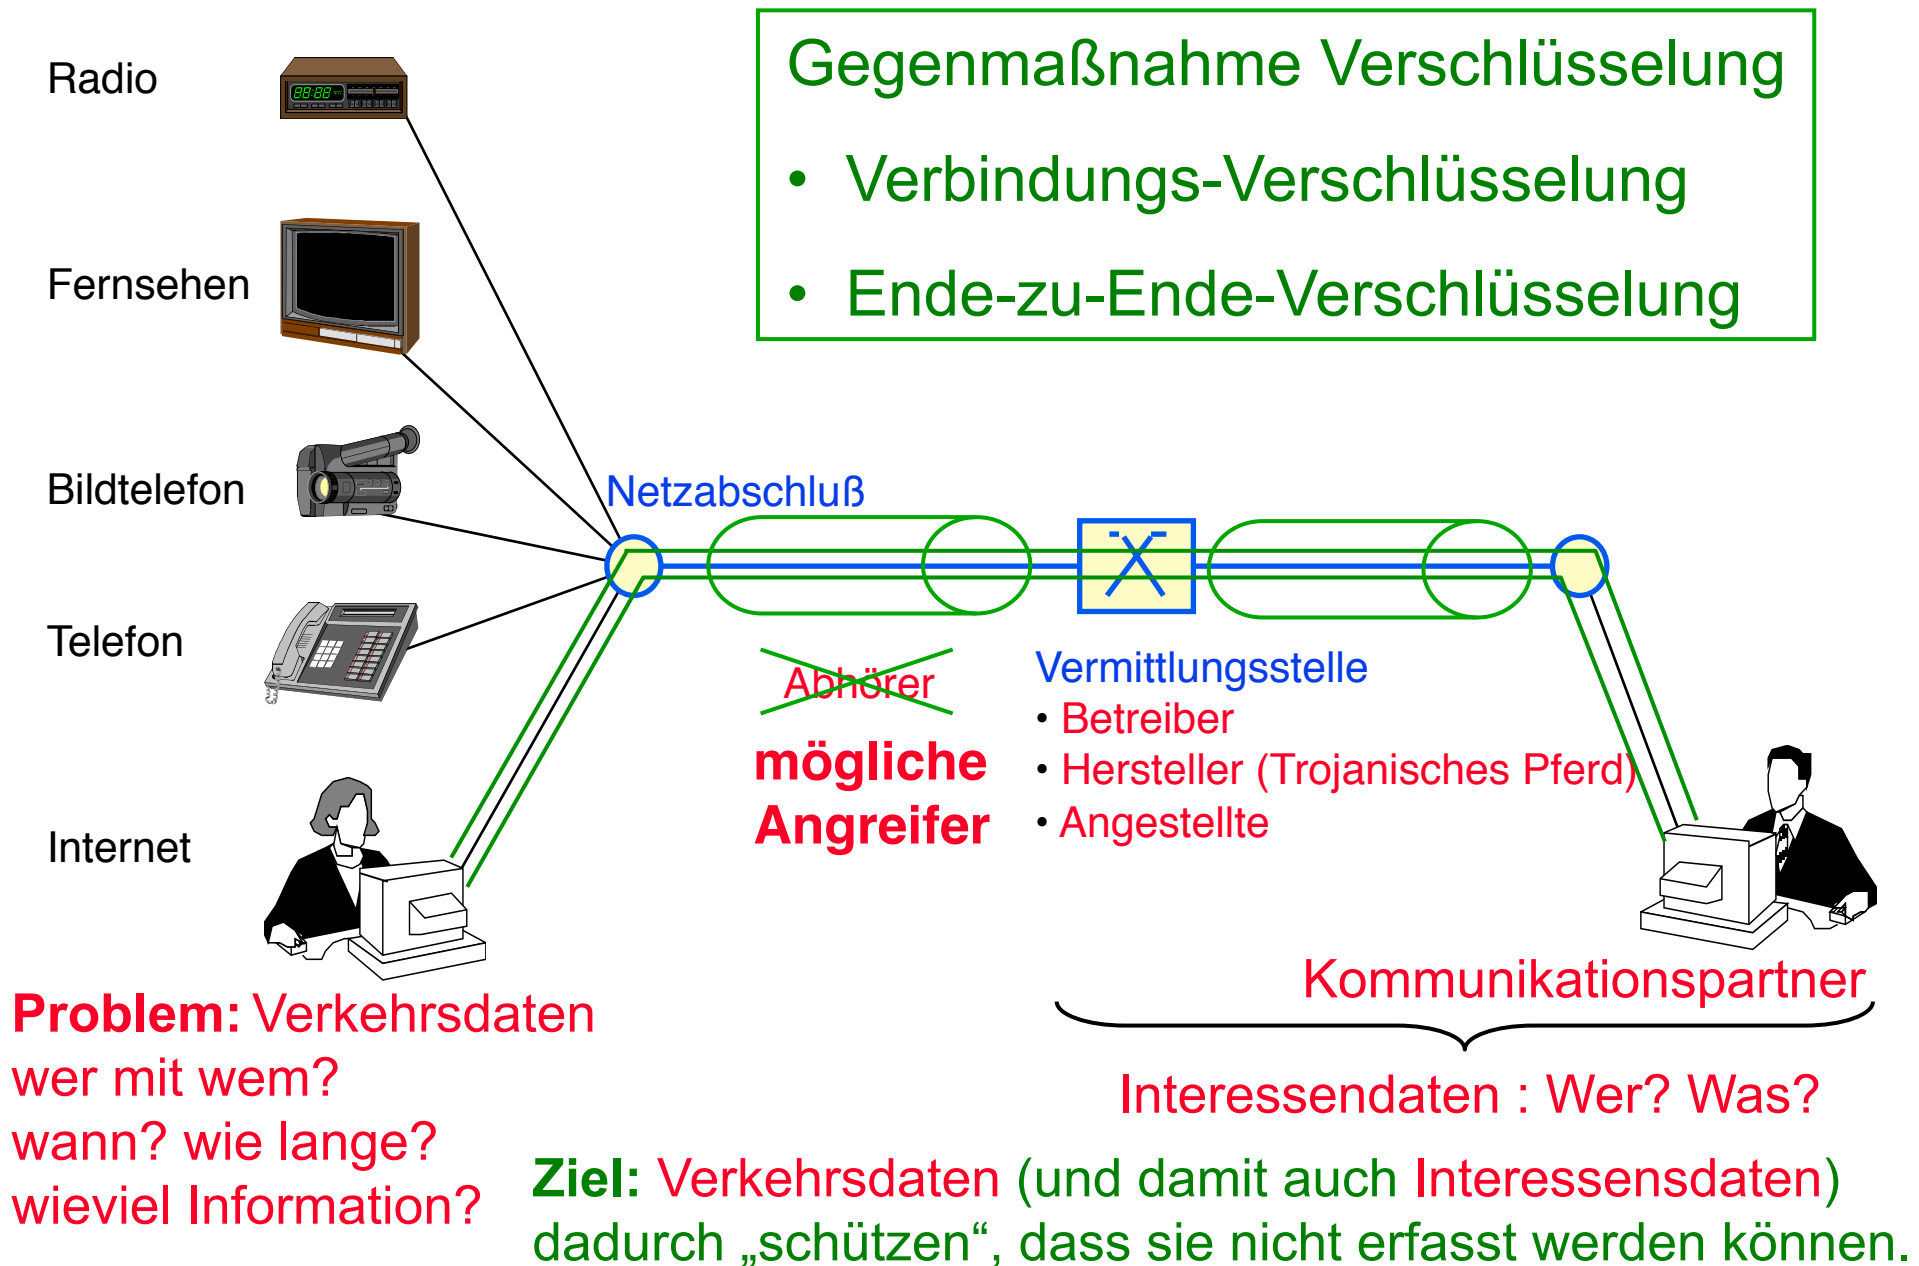 Gegenmaßnahme Verschlüsselung
• Verbindungs-Verschlüsselung
• Ende-zu-Ende-Verschlüsselung
Radio
88:88
Fernsehen
Bildtelefon
Telefon
Internet
Netzabschluß
Abhörer
mögliche
Angreifer
Vermittlungsstelle
• Betreiber
• Hersteller (Trojanisches Pferd)
• Angestellte
Kommunikationspartner
Interessendaten : Wer? Was?
Problem: Verkehrsdaten
wer mit wem?
wann? wie lange?
wieviel Information?
Ziel: Verkehrsdaten (und damit auch Interessensdaten)
dadurch „schützen“, dass sie nicht erfasst werden können.